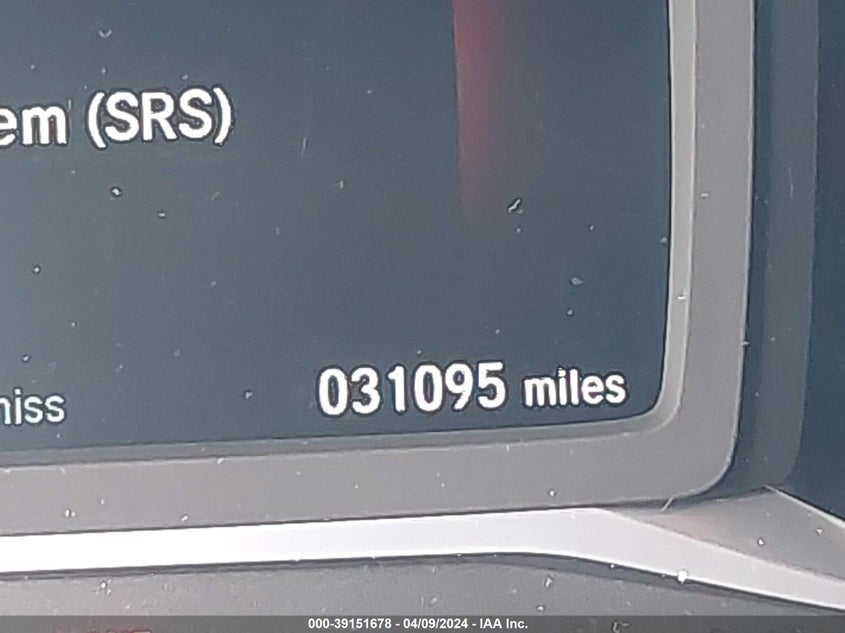 em (SRS)
031095 miles
niss
000-39151678 - 04/09/2024 - IAA Inc.